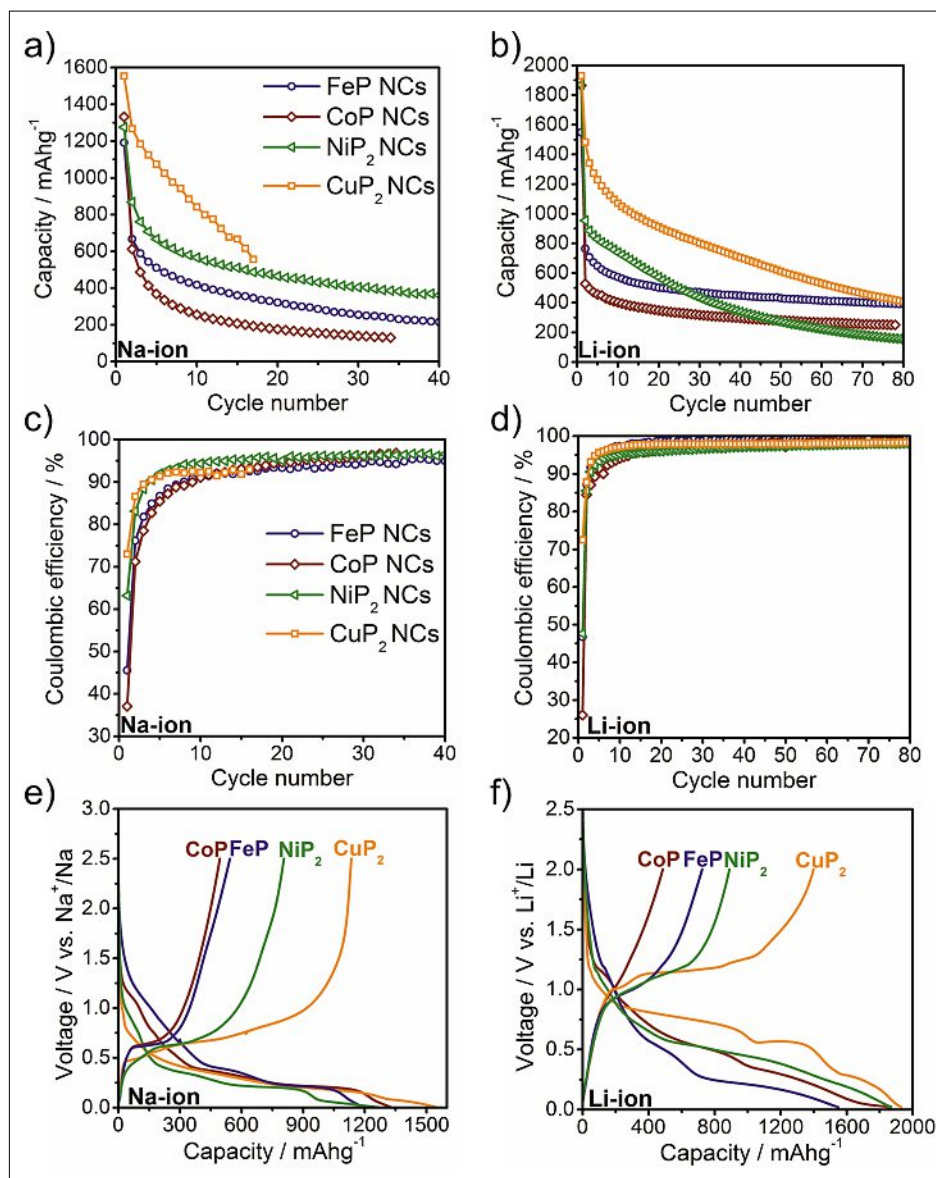 a)
1600
1400
1200
1000
800
600
400
200
0
0 10 20 30 40
Capacity / mAhg⁻¹
Cycle number
FeP NCs
CoP NCs
NiP₂ NCs
CuP₂ NCs
Na-ion
b)
2000
1800
1600
1400
1200
1000
800
600
400
200
0
0 10 20 30 40 50 60 70 80
Capacity / mAhg⁻¹
Cycle number
Li-ion
c)
100
90
80
70
60
50
40
30
0 10 20 30 40
Coulombic efficiency / %
Cycle number
FeP NCs
CoP NCs
NiP₂ NCs
CuP₂ NCs
Na-ion
d)
100
90
80
70
60
50
40
30
20
0 10 20 30 40 50 60 70 80
Coulombic efficiency / %
Cycle number
Li-ion
e)
3.0
2.5
2.0
1.5
1.0
0.5
0.0
0 300 600 900 1200 1500
Voltage / V vs. Na⁺/Na
Capacity / mAhg⁻¹
CoP FeP NiP₂ CuP₂
Na-ion
f)
2.5
2.0
1.5
1.0
0.5
0.0
0 400 800 1200 1600 2000
Voltage / V vs. Li⁺/Li
Capacity / mAhg⁻¹
CoP FeP NiP₂ CuP₂
Li-ion